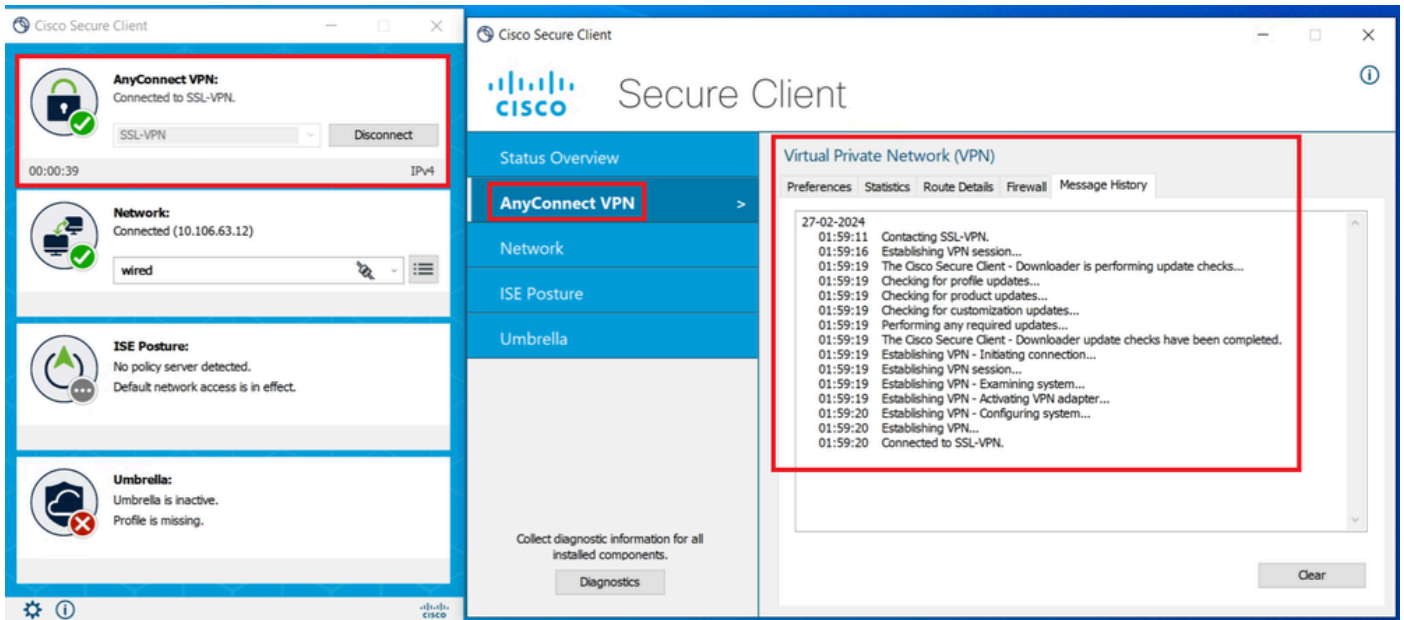 Cisco Secure Client
AnyConnect VPN:
Connected to SSL-VPN.
SSL-VPN
Disconnect
00:00:39
IPv4
Network:
Connected (10.106.63.12)
wired
ISE Posture:
No policy server detected.
Default network access is in effect.
Umbrella:
Umbrella is inactive.
Profile is missing.
CISCO
Cisco Secure Client
CISCO
Secure Client
Status Overview
AnyConnect VPN >
Network
ISE Posture
Umbrella
Collect diagnostic information for all
installed components.
Diagnostics
Virtual Private Network (VPN)
Preferences Statistics Route Details Firewall Message History
27-02-2024
01:59:11 Contacting SSL-VPN.
01:59:16 Establishing VPN session...
01:59:19 The Cisco Secure Client - Downloader is performing update checks...
01:59:19 Checking for profile updates...
01:59:19 Checking for product updates...
01:59:19 Checking for customization updates...
01:59:19 Performing any required updates...
01:59:19 The Cisco Secure Client - Downloader update checks have been completed.
01:59:19 Establishing VPN - Initiating connection...
01:59:19 Establishing VPN session...
01:59:19 Establishing VPN - Examining system...
01:59:19 Establishing VPN - Activating VPN adapter...
01:59:20 Establishing VPN - Configuring system...
01:59:20 Establishing VPN...
01:59:20 Connected to SSL-VPN.
Clear